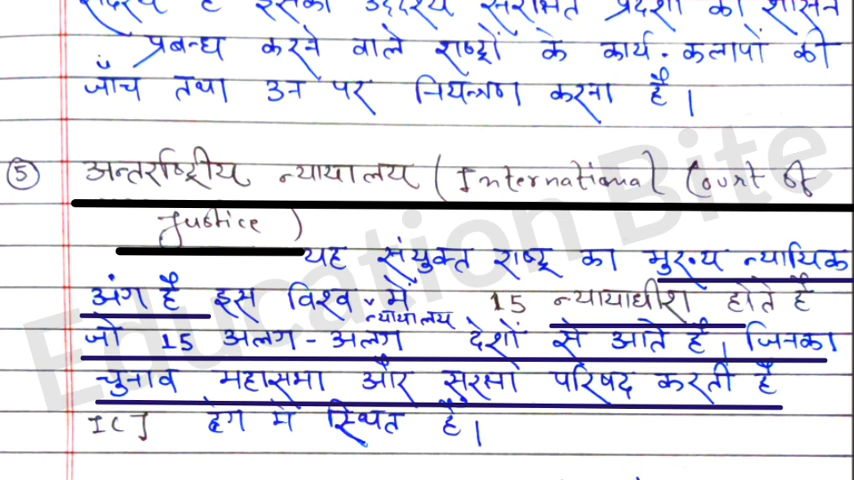 सदस्य है इसका उद्देश्य संरक्षित प्रदेशों का शासन
प्रबन्ध करने वाले राष्ट्रों के कार्य-कलापों की
जाँच तथा उन पर नियन्त्रण करना है।
⑤ अन्तर्राष्ट्रीय न्यायालय (International Court of
Justice)
यह संयुक्त राष्ट्र का मुख्य न्यायिक
अंग है इस विश्व में 15 न्यायाधीश होते है
न्यायालय
जो 15 अलग-अलग देशों से आते है, जिनका
चुनाव महासभा और सुरक्षा परिषद करती है
ICJ हेग में स्थित है।
Education Bite